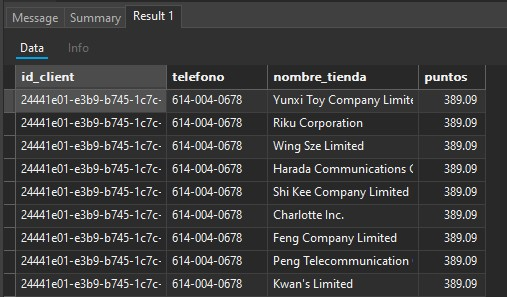 Message Summary Result 1
Data Info
id_client telefono nombre_tienda puntos
24441e01-e3b9-b745-1c7c- 614-004-0678 Yunxi Toy Company Limite 389.09
24441e01-e3b9-b745-1c7c- 614-004-0678 Riku Corporation 389.09
24441e01-e3b9-b745-1c7c- 614-004-0678 Wing Sze Limited 389.09
24441e01-e3b9-b745-1c7c- 614-004-0678 Harada Communications C 389.09
24441e01-e3b9-b745-1c7c- 614-004-0678 Shi Kee Company Limited 389.09
24441e01-e3b9-b745-1c7c- 614-004-0678 Charlotte Inc. 389.09
24441e01-e3b9-b745-1c7c- 614-004-0678 Feng Company Limited 389.09
24441e01-e3b9-b745-1c7c- 614-004-0678 Peng Telecommunication 389.09
24441e01-e3b9-b745-1c7c- 614-004-0678 Kwan's Limited 389.09